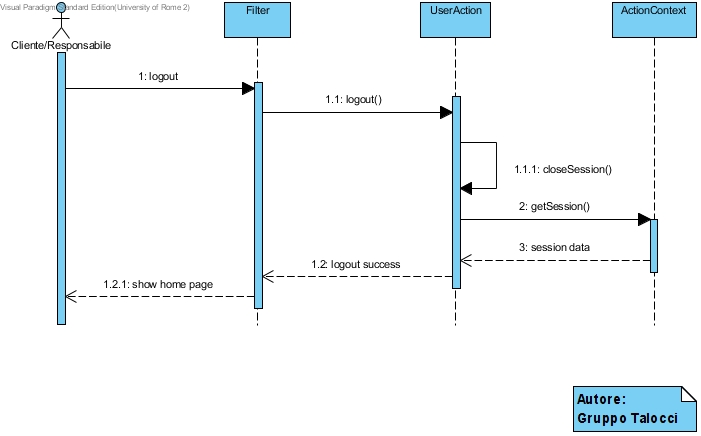 Visual Paradigm Standard Edition(University of Rome 2)
Filter
UserAction
ActionContext
Cliente/Responsabile
1: logout
1.1: logout()
1.1.1: closeSession()
2: getSession()
3: session data
1.2: logout success
1.2.1: show home page
Autore:
Gruppo Talocci